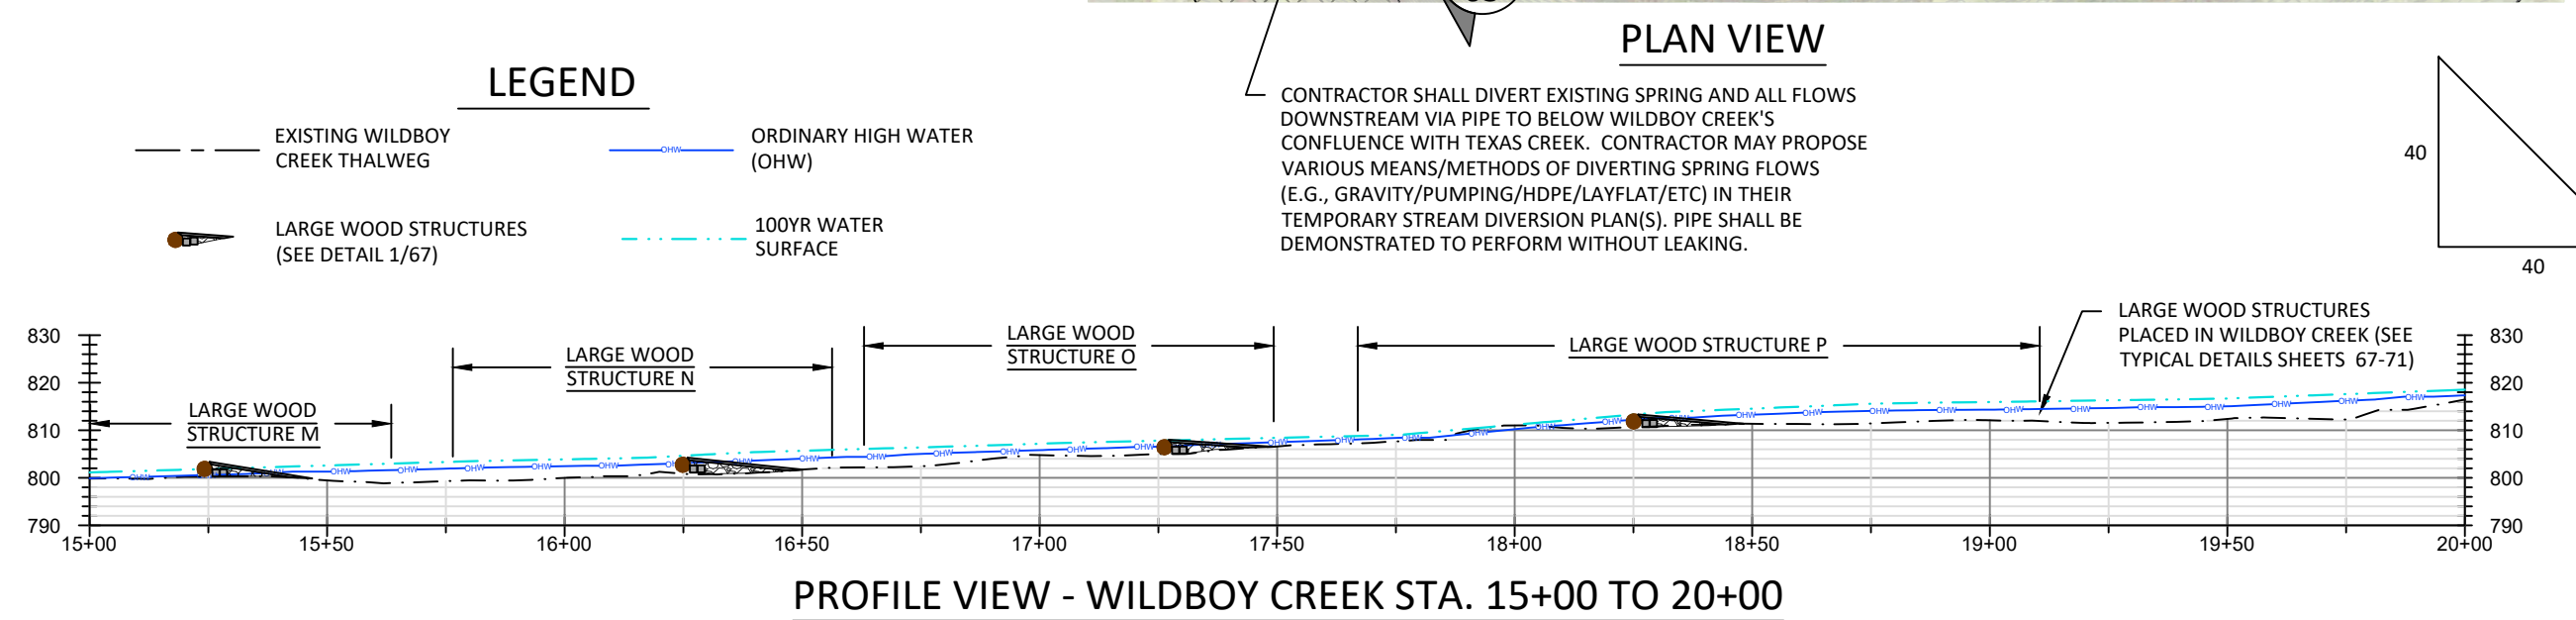 PLAN VIEW
LEGEND
EXISTING WILDBOY
CREEK THALWEG
OHW
ORDINARY HIGH WATER
(OHW)
LARGE WOOD STRUCTURES
(SEE DETAIL 1/67)
100YR WATER
SURFACE
CONTRACTOR SHALL DIVERT EXISTING SPRING AND ALL FLOWS
DOWNSTREAM VIA PIPE TO BELOW WILDBOY CREEK'S
CONFLUENCE WITH TEXAS CREEK. CONTRACTOR MAY PROPOSE
VARIOUS MEANS/METHODS OF DIVERTING SPRING FLOWS
(E.G., GRAVITY/PUMPING/HDPE/LAYFLAT/ETC) IN THEIR
TEMPORARY STREAM DIVERSION PLAN(S). PIPE SHALL BE
DEMONSTRATED TO PERFORM WITHOUT LEAKING.
40
40
830
820
810
800
790
LARGE WOOD
STRUCTURE M
LARGE WOOD
STRUCTURE N
LARGE WOOD
STRUCTURE O
LARGE WOOD STRUCTURE P
LARGE WOOD STRUCTURES
PLACED IN WILDBOY CREEK (SEE
TYPICAL DETAILS SHEETS 67-71)
830
820
810
800
790
15+00 15+50 16+00 16+50 17+00 17+50 18+00 18+50 19+00 19+50 20+00
PROFILE VIEW - WILDBOY CREEK STA. 15+00 TO 20+00